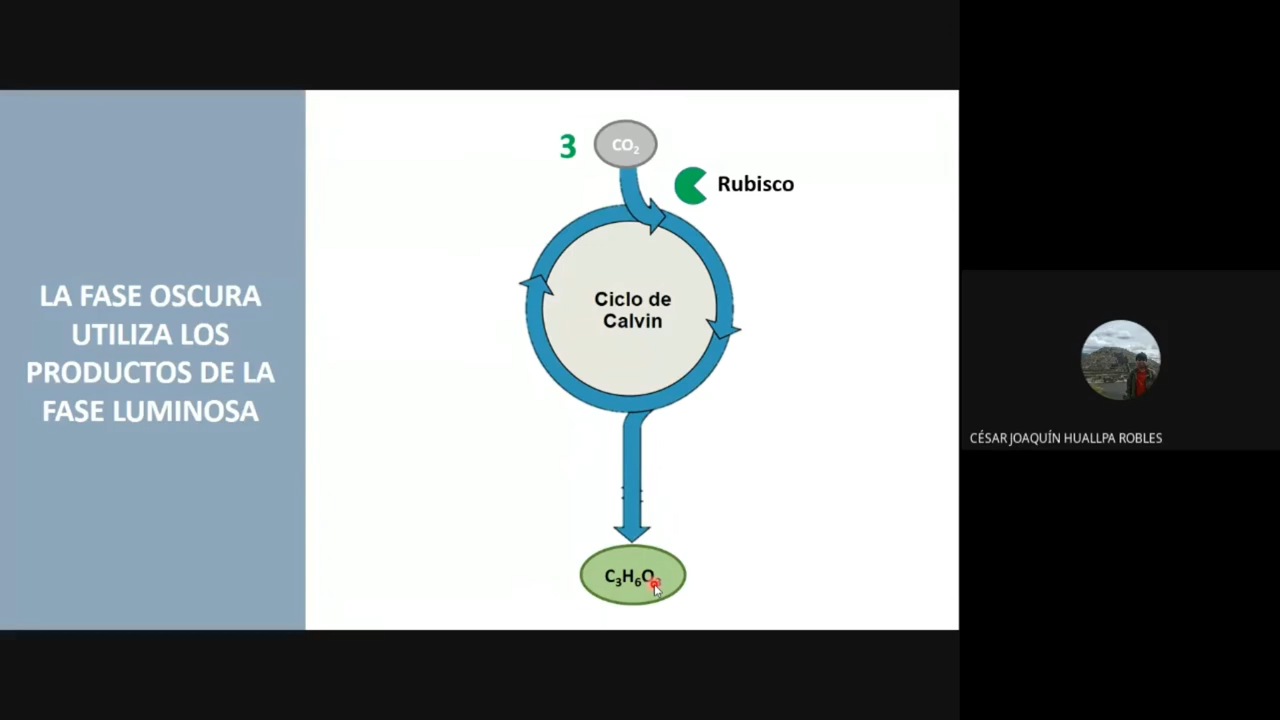 LA FASE OSCURA
UTILIZA LOS
PRODUCTOS DE LA
FASE LUMINOSA
3
CO₂
Rubisco
Ciclo de
Calvin
C₃H₆O₃
CÉSAR JOAQUÍN HUALLPA ROBLES